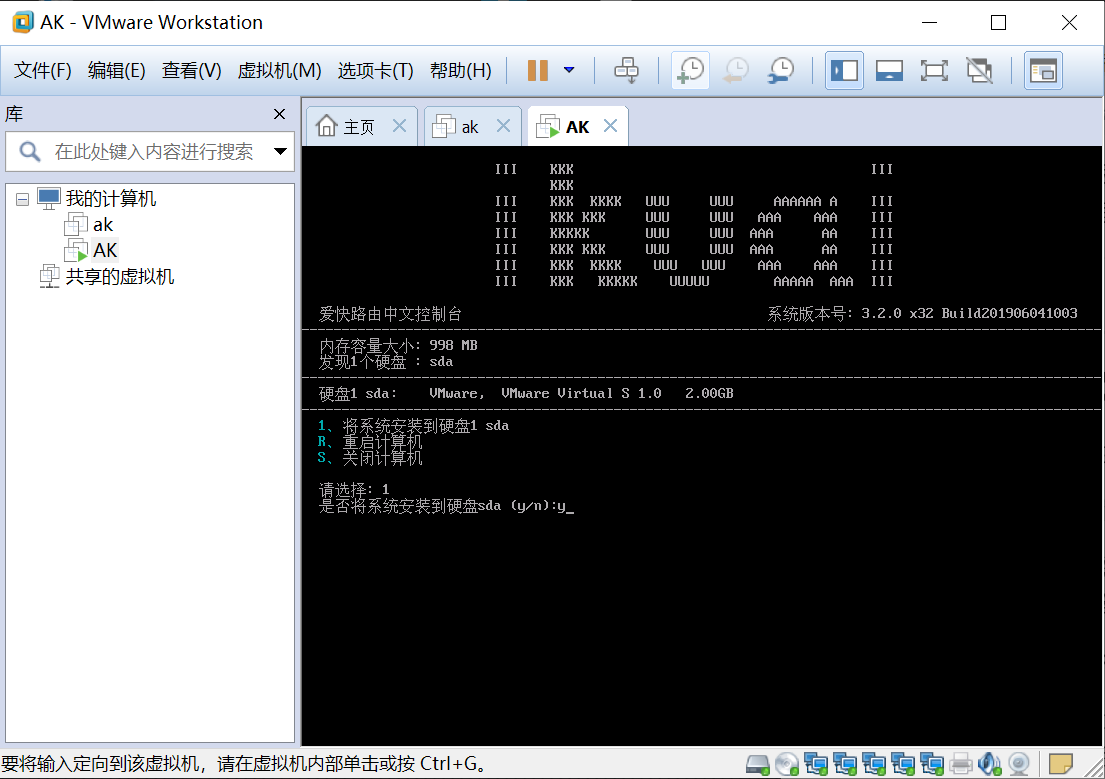 AK - VMware Workstation
文件(F) 编辑(E) 查看(V) 虚拟机(M) 选项卡(T) 帮助(H)
库
在此处键入内容进行搜索
我的计算机
ak
AK
共享的虚拟机
主页 ak AK
III    KKK                                     III
       KKK
III    KKK  KKKK   UUU     UUU     AAAAAA A    III
III    KKK KKK     UUU     UUU   AAA    AAA    III
III    KKKKK       UUU     UUU  AAA      AA    III
III    KKK KKK     UUU     UUU  AAA      AA    III
III    KKK  KKKK    UUU   UUU    AAA    AAA    III
III    KKK   KKKKK    UUUUU        AAAAA  AAA  III
爱快路由中文控制台 系统版本号: 3.2.0 x32 Build201906041003
内存容量大小: 998 MB
发现1个硬盘 : sda
硬盘1 sda: VMware, VMware Virtual S 1.0 2.00GB
1、将系统安装到硬盘1 sda
R、重启计算机
S、关闭计算机
请选择: 1
是否将系统安装到硬盘sda (y/n):y_
要将输入定向到该虚拟机，请在虚拟机内部单击或按 Ctrl+G。